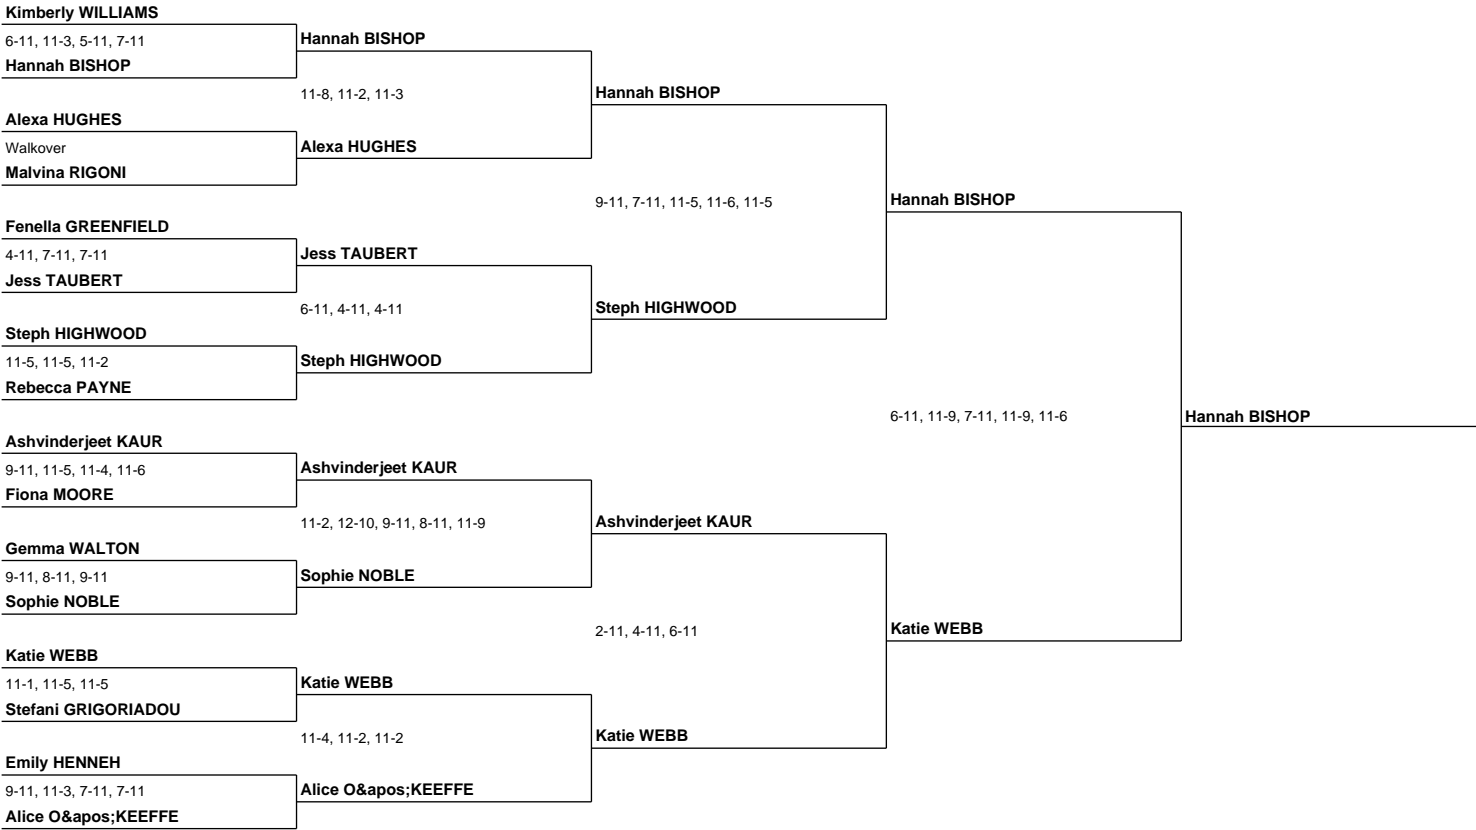 Kimberly WILLIAMS
6-11, 11-3, 5-11, 7-11
Hannah BISHOP
Alexa HUGHES
Walkover
Malvina RIGONI
Fenella GREENFIELD
4-11, 7-11, 7-11
Jess TAUBERT
Steph HIGHWOOD
11-5, 11-5, 11-2
Rebecca PAYNE
Ashvinderjeet KAUR
9-11, 11-5, 11-4, 11-6
Fiona MOORE
Gemma WALTON
9-11, 8-11, 9-11
Sophie NOBLE
Katie WEBB
11-1, 11-5, 11-5
Stefani GRIGORIADOU
Emily HENNEH
9-11, 11-3, 7-11, 7-11
Alice O&amp;apos;KEEFFE
Hannah BISHOP
11-8, 11-2, 11-3
Alexa HUGHES
Jess TAUBERT
6-11, 4-11, 4-11
Steph HIGHWOOD
Ashvinderjeet KAUR
11-2, 12-10, 9-11, 8-11, 11-9
Sophie NOBLE
Katie WEBB
11-4, 11-2, 11-2
Alice O&amp;apos;KEEFFE
Hannah BISHOP
9-11, 7-11, 11-5, 11-6, 11-5
Steph HIGHWOOD
Ashvinderjeet KAUR
2-11, 4-11, 6-11
Katie WEBB
Hannah BISHOP
6-11, 11-9, 7-11, 11-9, 11-6
Katie WEBB
Hannah BISHOP